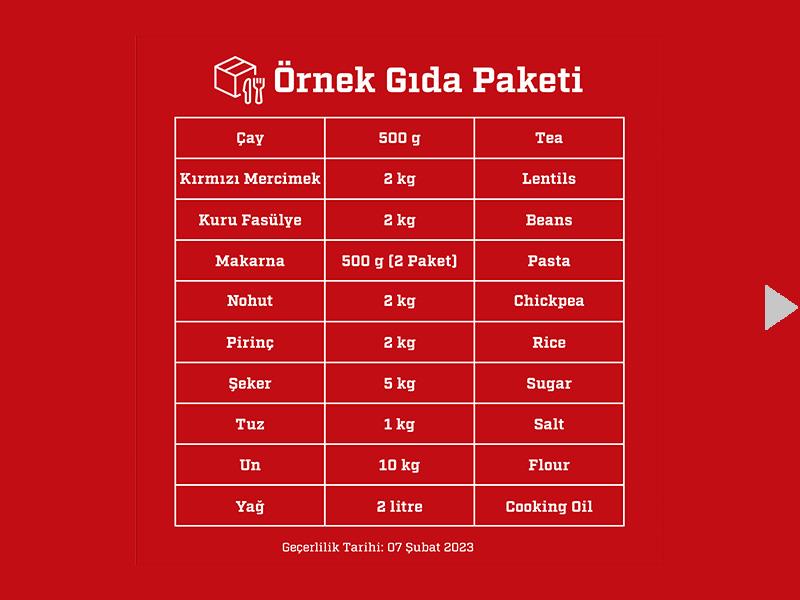 Örnek Gıda Paketi
Çay 500 g Tea
Kırmızı Mercimek 2 kg Lentils
Kuru Fasülye 2 kg Beans
Makarna 500 g (2 Paket) Pasta
Nohut 2 kg Chickpea
Pirinç 2 kg Rice
Şeker 5 kg Sugar
Tuz 1 kg Salt
Un 10 kg Flour
Yağ 2 litre Cooking Oil
Geçerlilik Tarihi: 07 Şubat 2023